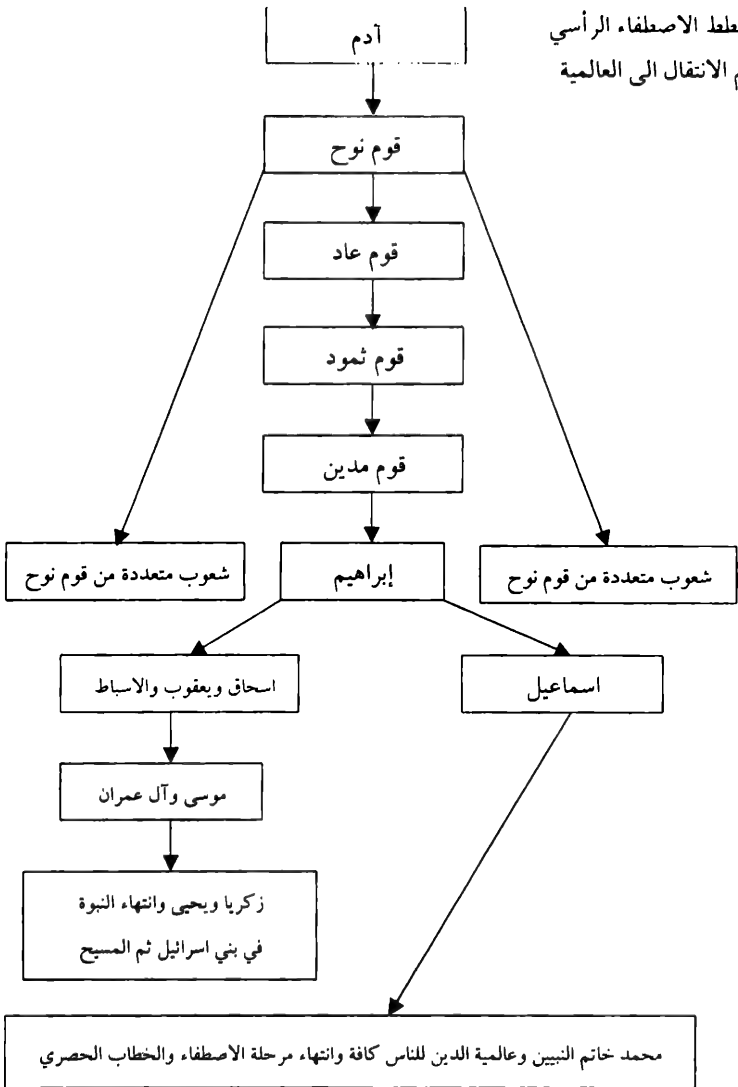 آدم
طط الاصطفاء الرأسي
الانتقال الى العالمية
قوم نوح
قوم عاد
قوم ثمود
قوم مدين
شعوب متعددة من قوم نوح
إبراهيم
شعوب متعددة من قوم نوح
اسماعيل
اسحاق ويعقوب والاسباط
موسى وآل عمران
زكريا ويحيى وانتهاء النبوة
في بني اسرائيل ثم المسيح
محمد خاتم النبيين وعالمية الدين للناس كافة وانتهاء مرحلة الاصطفاء والخطاب الحصري